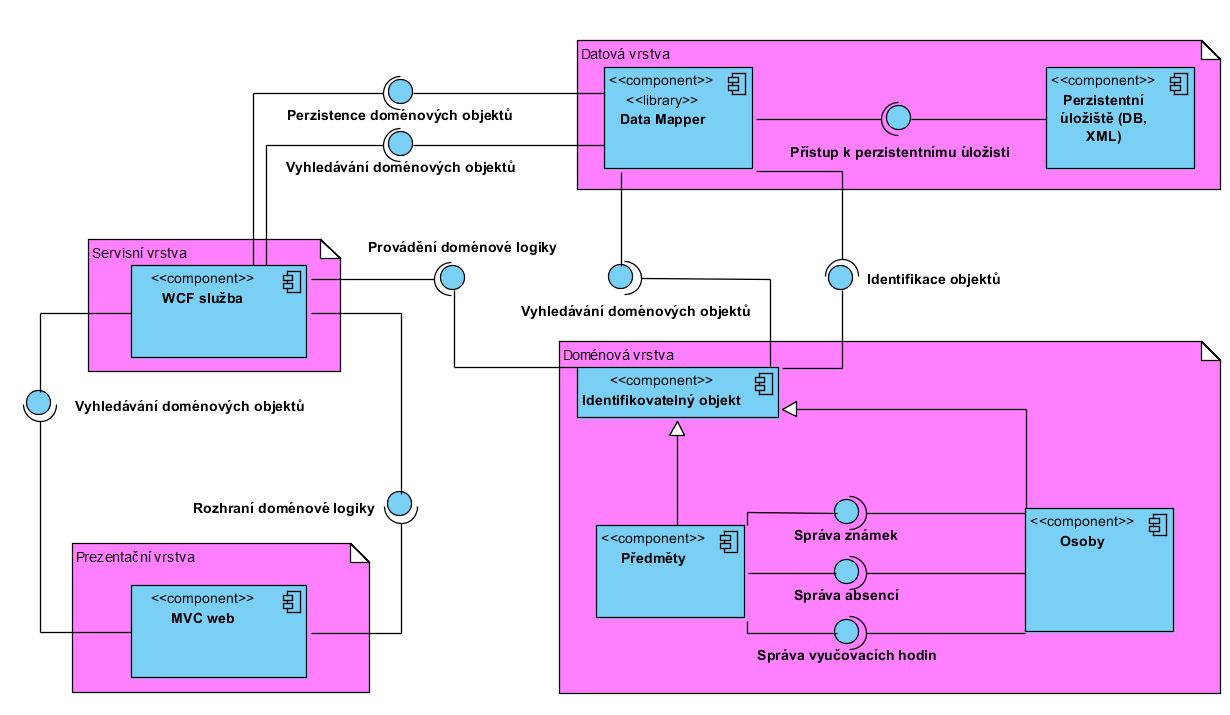 Datová vrstva
<<component>>
<<library>>
Data Mapper
<<component>>
Perzistentní
úložiště (DB,
XML)
Perzistence doménových objektů
Vyhledávání doménových objektů
Přístup k perzistentnímu úložisti
Servisní vrstva
<<component>>
WCF služba
Provádění doménové logiky
Identifikace objektů
Vyhledávání doménových objektů
Doménová vrstva
<<component>>
Identifikovatelný objekt
Vyhledávání doménových objektů
Rozhraní doménové logiky
<<component>>
Předměty
Správa známek
Správa absencí
Správa vyučovacích hodin
<<component>>
Osoby
Prezentační vrstva
<<component>>
MVC web